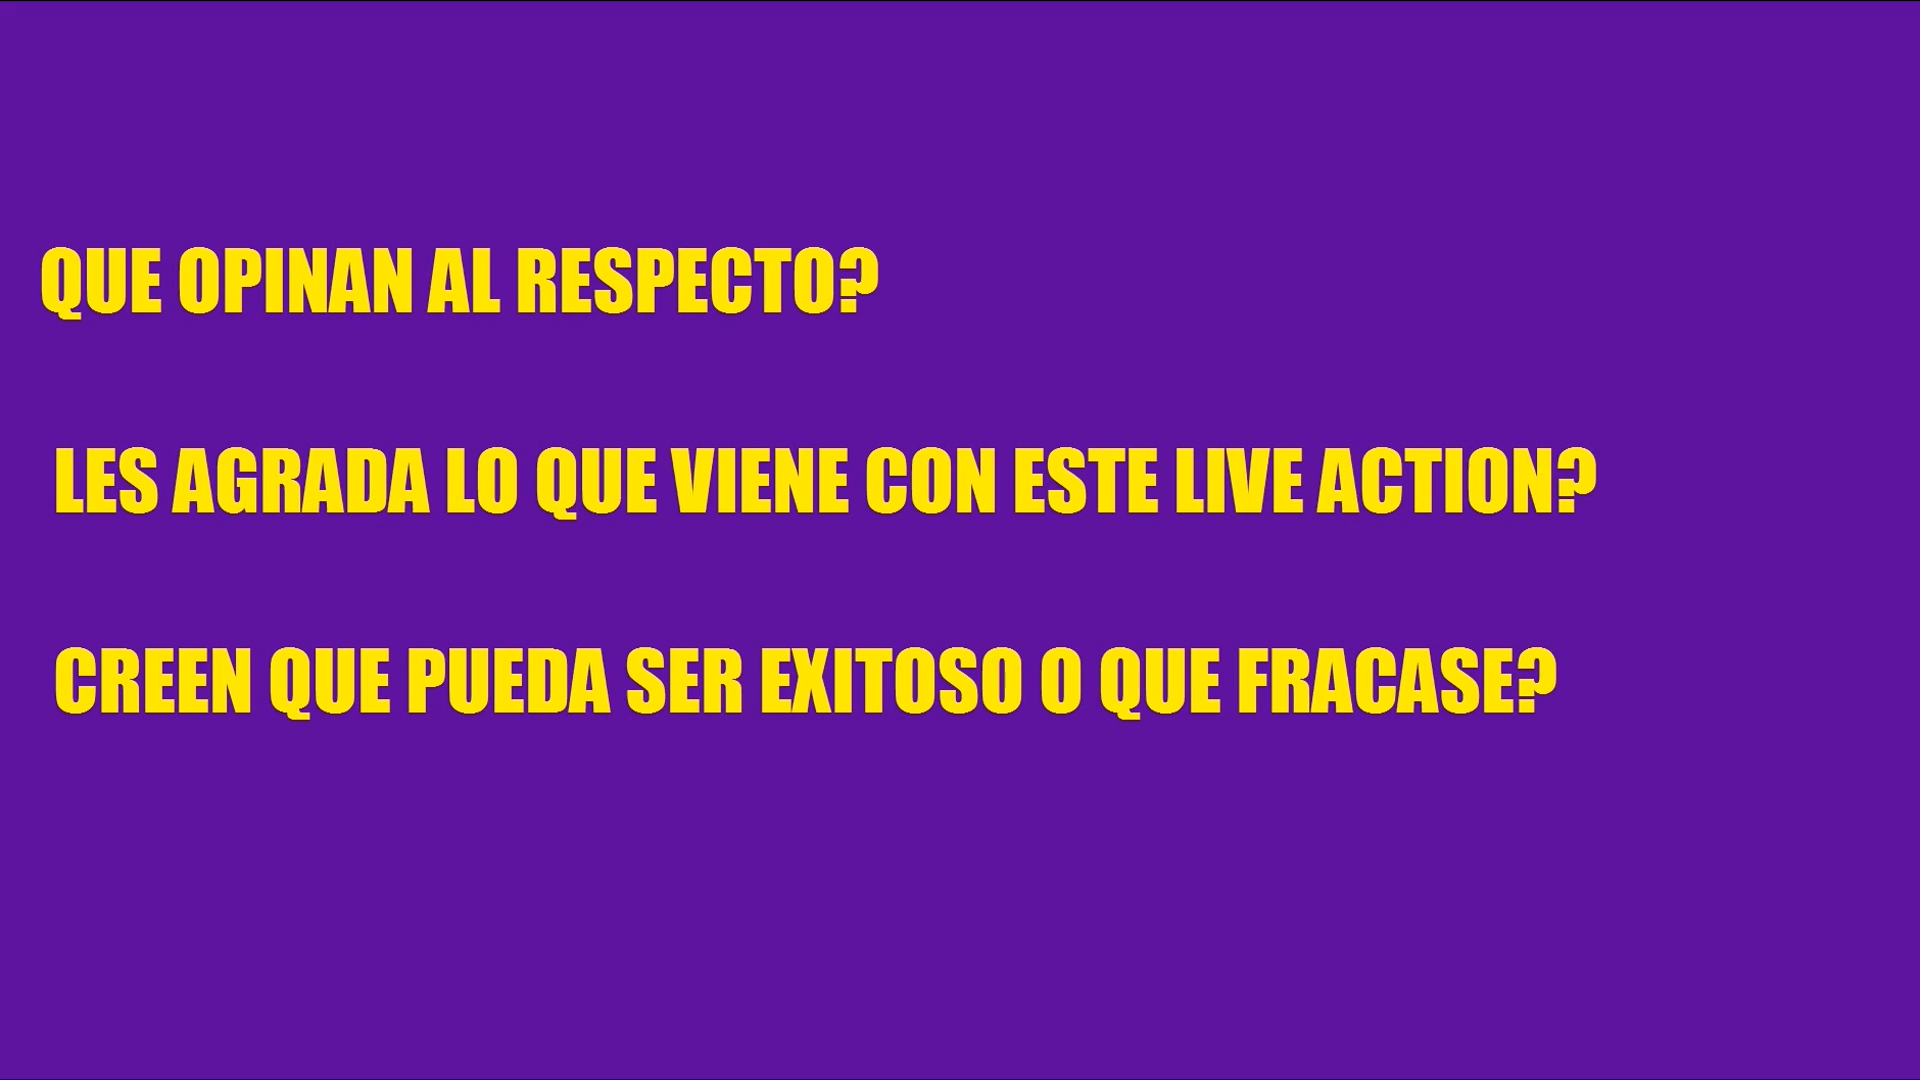 QUE OPINAN AL RESPECTO?
LES AGRADA LO QUE VIENE CON ESTE LIVE ACTION?
CREEN QUE PUEDA SER EXITOSO O QUE FRACASE?